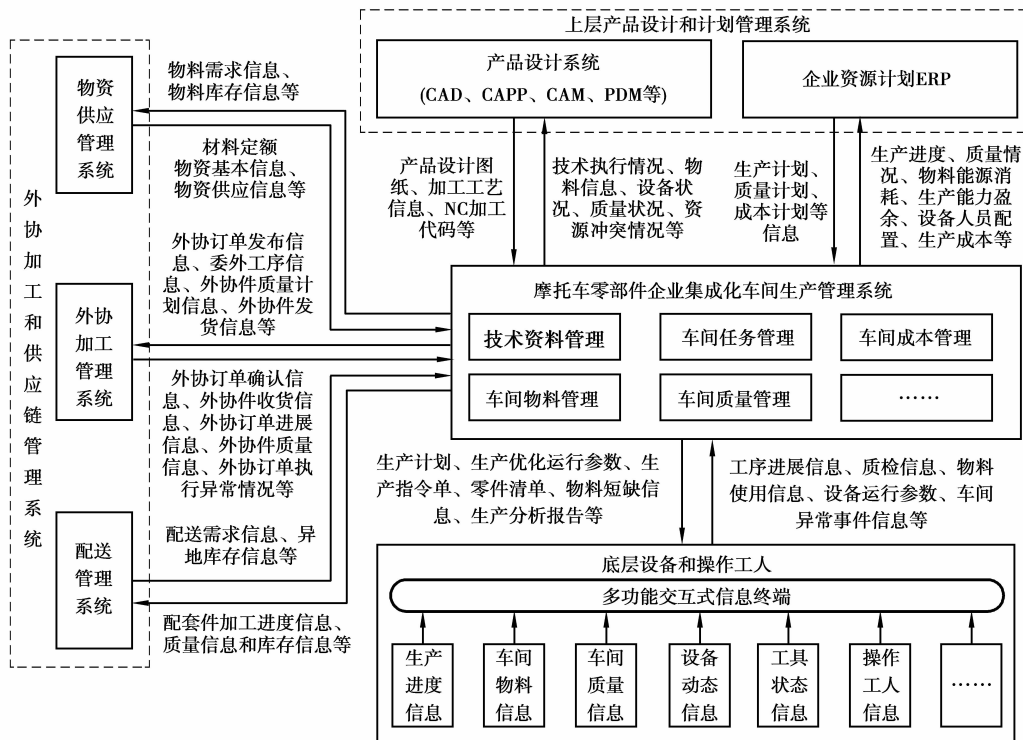 上层产品设计和计划管理系统
产品设计系统
(CAD、CAPP、CAM、PDM等)
企业资源计划ERP
外协加工和供应链管理系统
物资
供应
管理
系统
物料需求信息、
物料库存信息等
材料定额
物资基本信息、
物资供应信息等
产品设计图
纸、加工工艺
信息、NC加工
代码等
技术执行情况、物
料信息、设备状
况、质量状况、资
源冲突情况等
生产计划、
质量计划、
成本计划等
信息
生产进度、质量情
况、物料能源消
耗、生产能力盈
余、设备人员配
置、生产成本等
外协
加工
管理
系统
外协订单发布信
息、委外工序信
息、外协件质量计
划信息、外协件发
货信息等
外协订单确认信
息、外协件收货信
息、外协订单进展
信息、外协件质量
信息、外协订单执
行异常情况等
摩托车零部件企业集成化车间生产管理系统
技术资料管理
车间任务管理
车间成本管理
车间物料管理
车间质量管理
……
配送
管理
系统
配送需求信息、异
地库存信息等
配套件加工进度信息、
质量信息和库存信息等
生产计划、生产优化运行参数、生
产指令单、零件清单、物料短缺信
息、生产分析报告等
工序进展信息、质检信息、物料
使用信息、设备运行参数、车间
异常事件信息等
底层设备和操作工人
多功能交互式信息终端
生产
进度
信息
车间
物料
信息
车间
质量
信息
设备
动态
信息
工具
状态
信息
操作
工人
信息
……